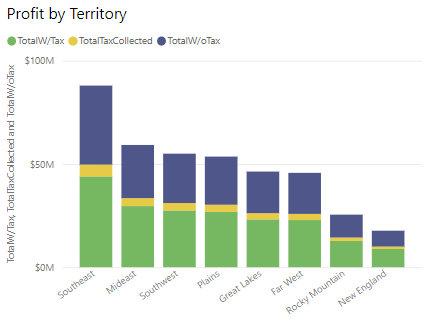 Profit by Territory
TotalW/Tax TotalTaxCollected TotalW/oTax
TotalW/Tax, TotalTaxCollected and TotalW/oTax
$100M
$50M
$0M
Southeast
Mideast
Southwest
Plains
Great Lakes
Far West
Rocky Mountain
New England